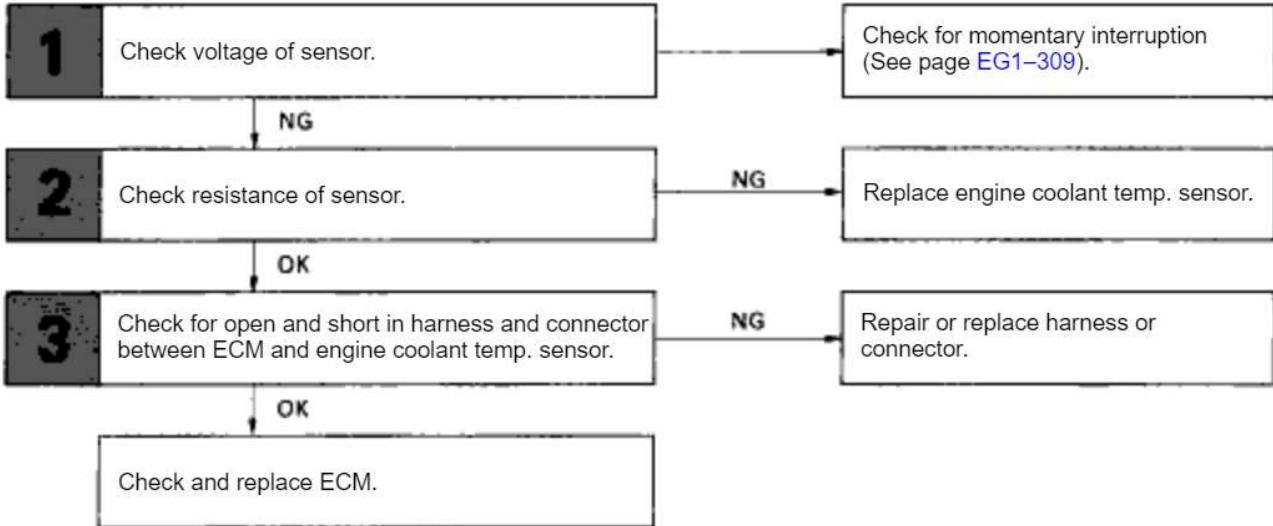 1
Check voltage of sensor.
Check for momentary interruption
(See page EG1–309).
NG
2
Check resistance of sensor.
NG
Replace engine coolant temp. sensor.
OK
3
Check for open and short in harness and connector
between ECM and engine coolant temp. sensor.
NG
Repair or replace harness or
connector.
OK
Check and replace ECM.